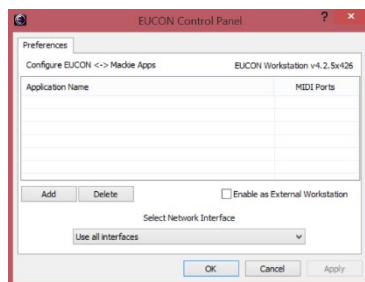 EUCON Control Panel
Preferences
Configure EUCON <-> Mackie Apps EUCON Workstation v4.2.5x426
Application Name MIDI Ports
Add Delete Enable as External Workstation
Select Network Interface
Use all interfaces
OK Cancel Apply